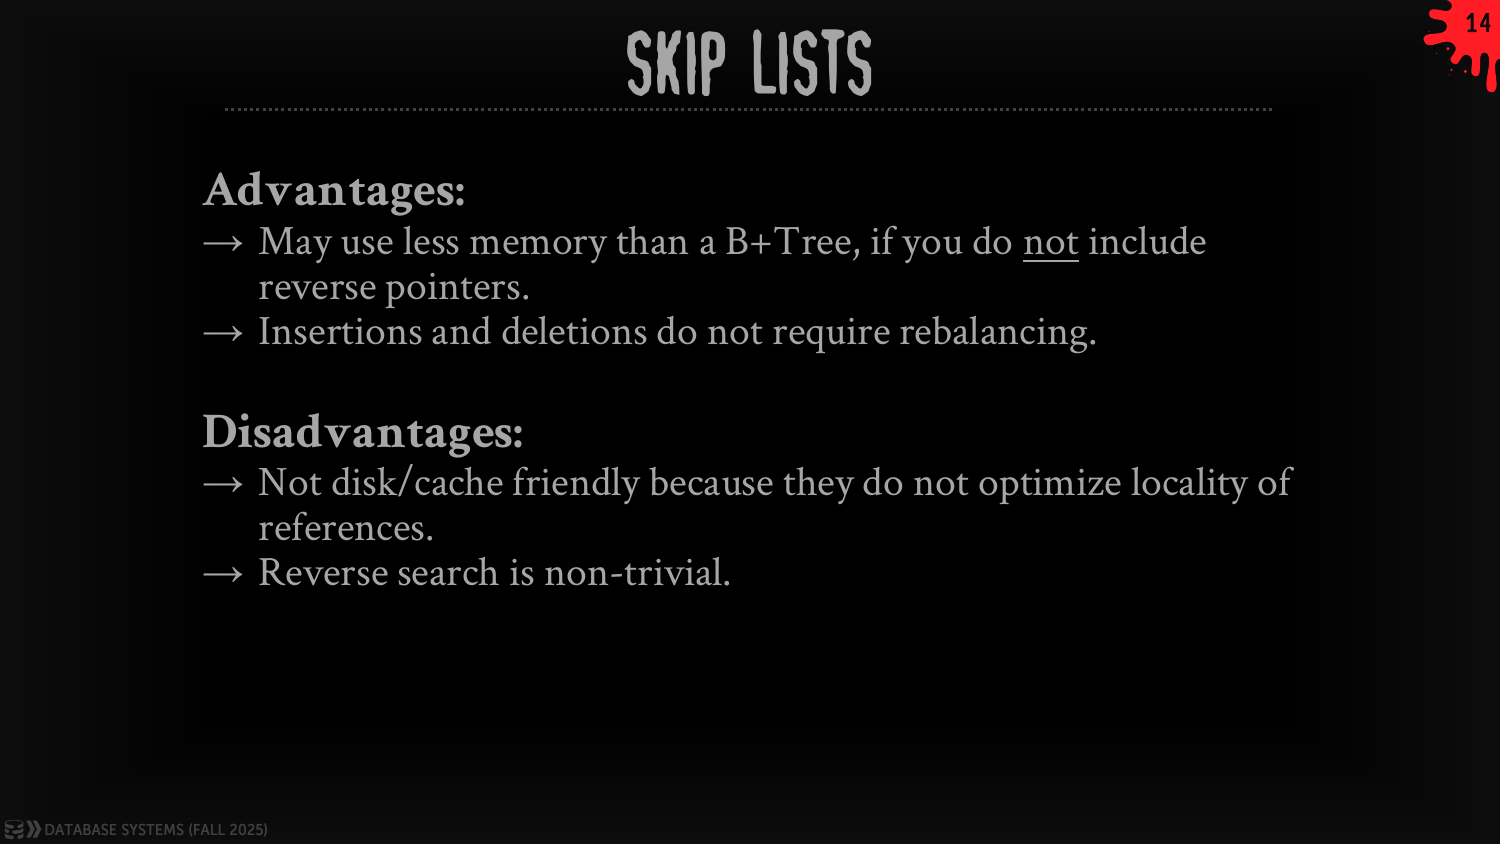 14
SKIP LISTS
Advantages:
→ May use less memory than a B+Tree, if you do not include
reverse pointers.
→ Insertions and deletions do not require rebalancing.
Disadvantages:
→ Not disk/cache friendly because they do not optimize locality of
references.
→ Reverse search is non-trivial.
DATABASE SYSTEMS (FALL 2025)